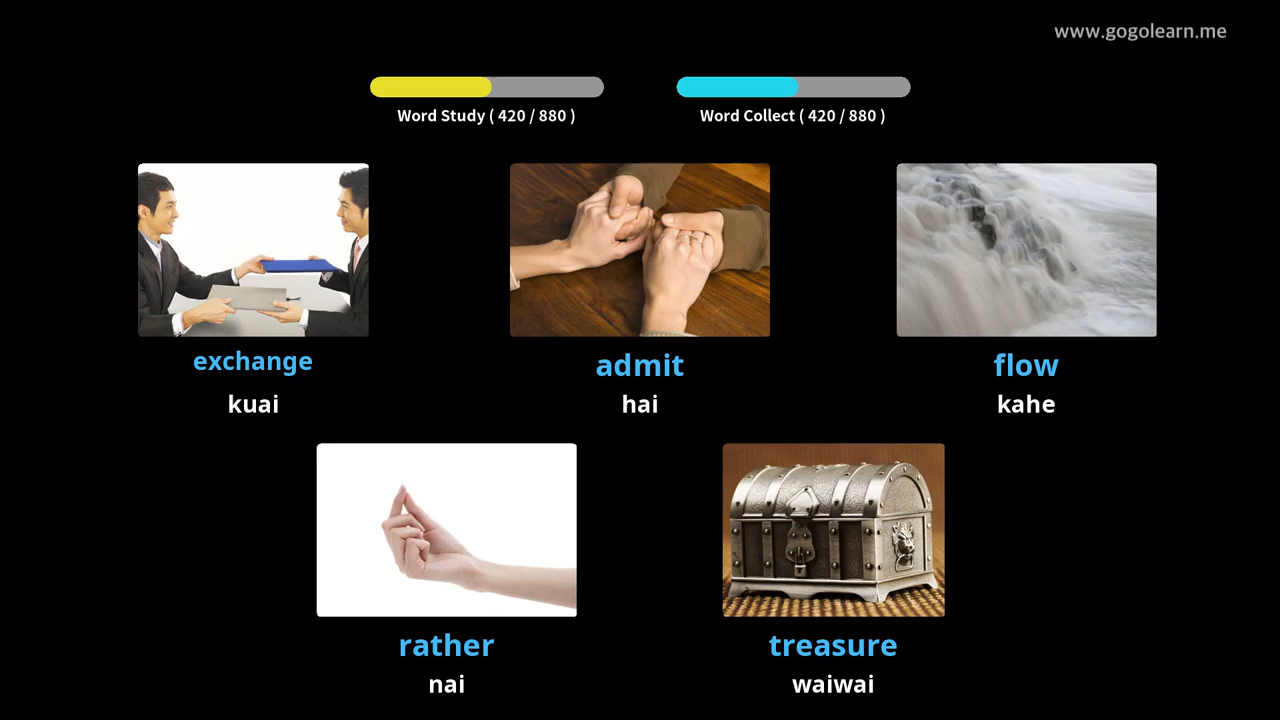 www.gogolearn.me
Word Study ( 420 / 880 )
Word Collect ( 420 / 880 )
exchange
kuai
admit
hai
flow
kahe
rather
nai
treasure
waiwai